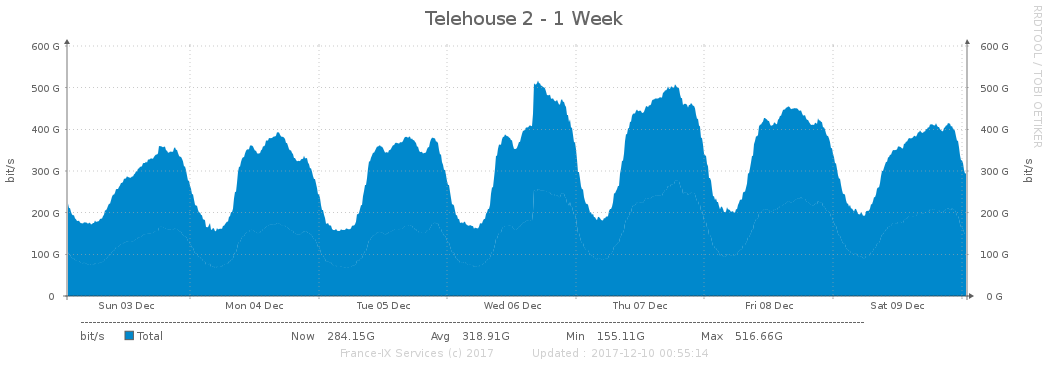 Telehouse 2 - 1 Week
RRDTOOL / TOBI OETIKER
600 G 600 G
500 G 500 G
400 G 400 G
300 G 300 G
200 G 200 G
100 G 100 G
0 0 G
bit/s bit/s
Sun 03 Dec Mon 04 Dec Tue 05 Dec Wed 06 Dec Thu 07 Dec Fri 08 Dec Sat 09 Dec
bit/s Total Now 284.15G Avg 318.91G Min 155.11G Max 516.66G
France-IX Services (c) 2017 Updated : 2017-12-10 00:55:14